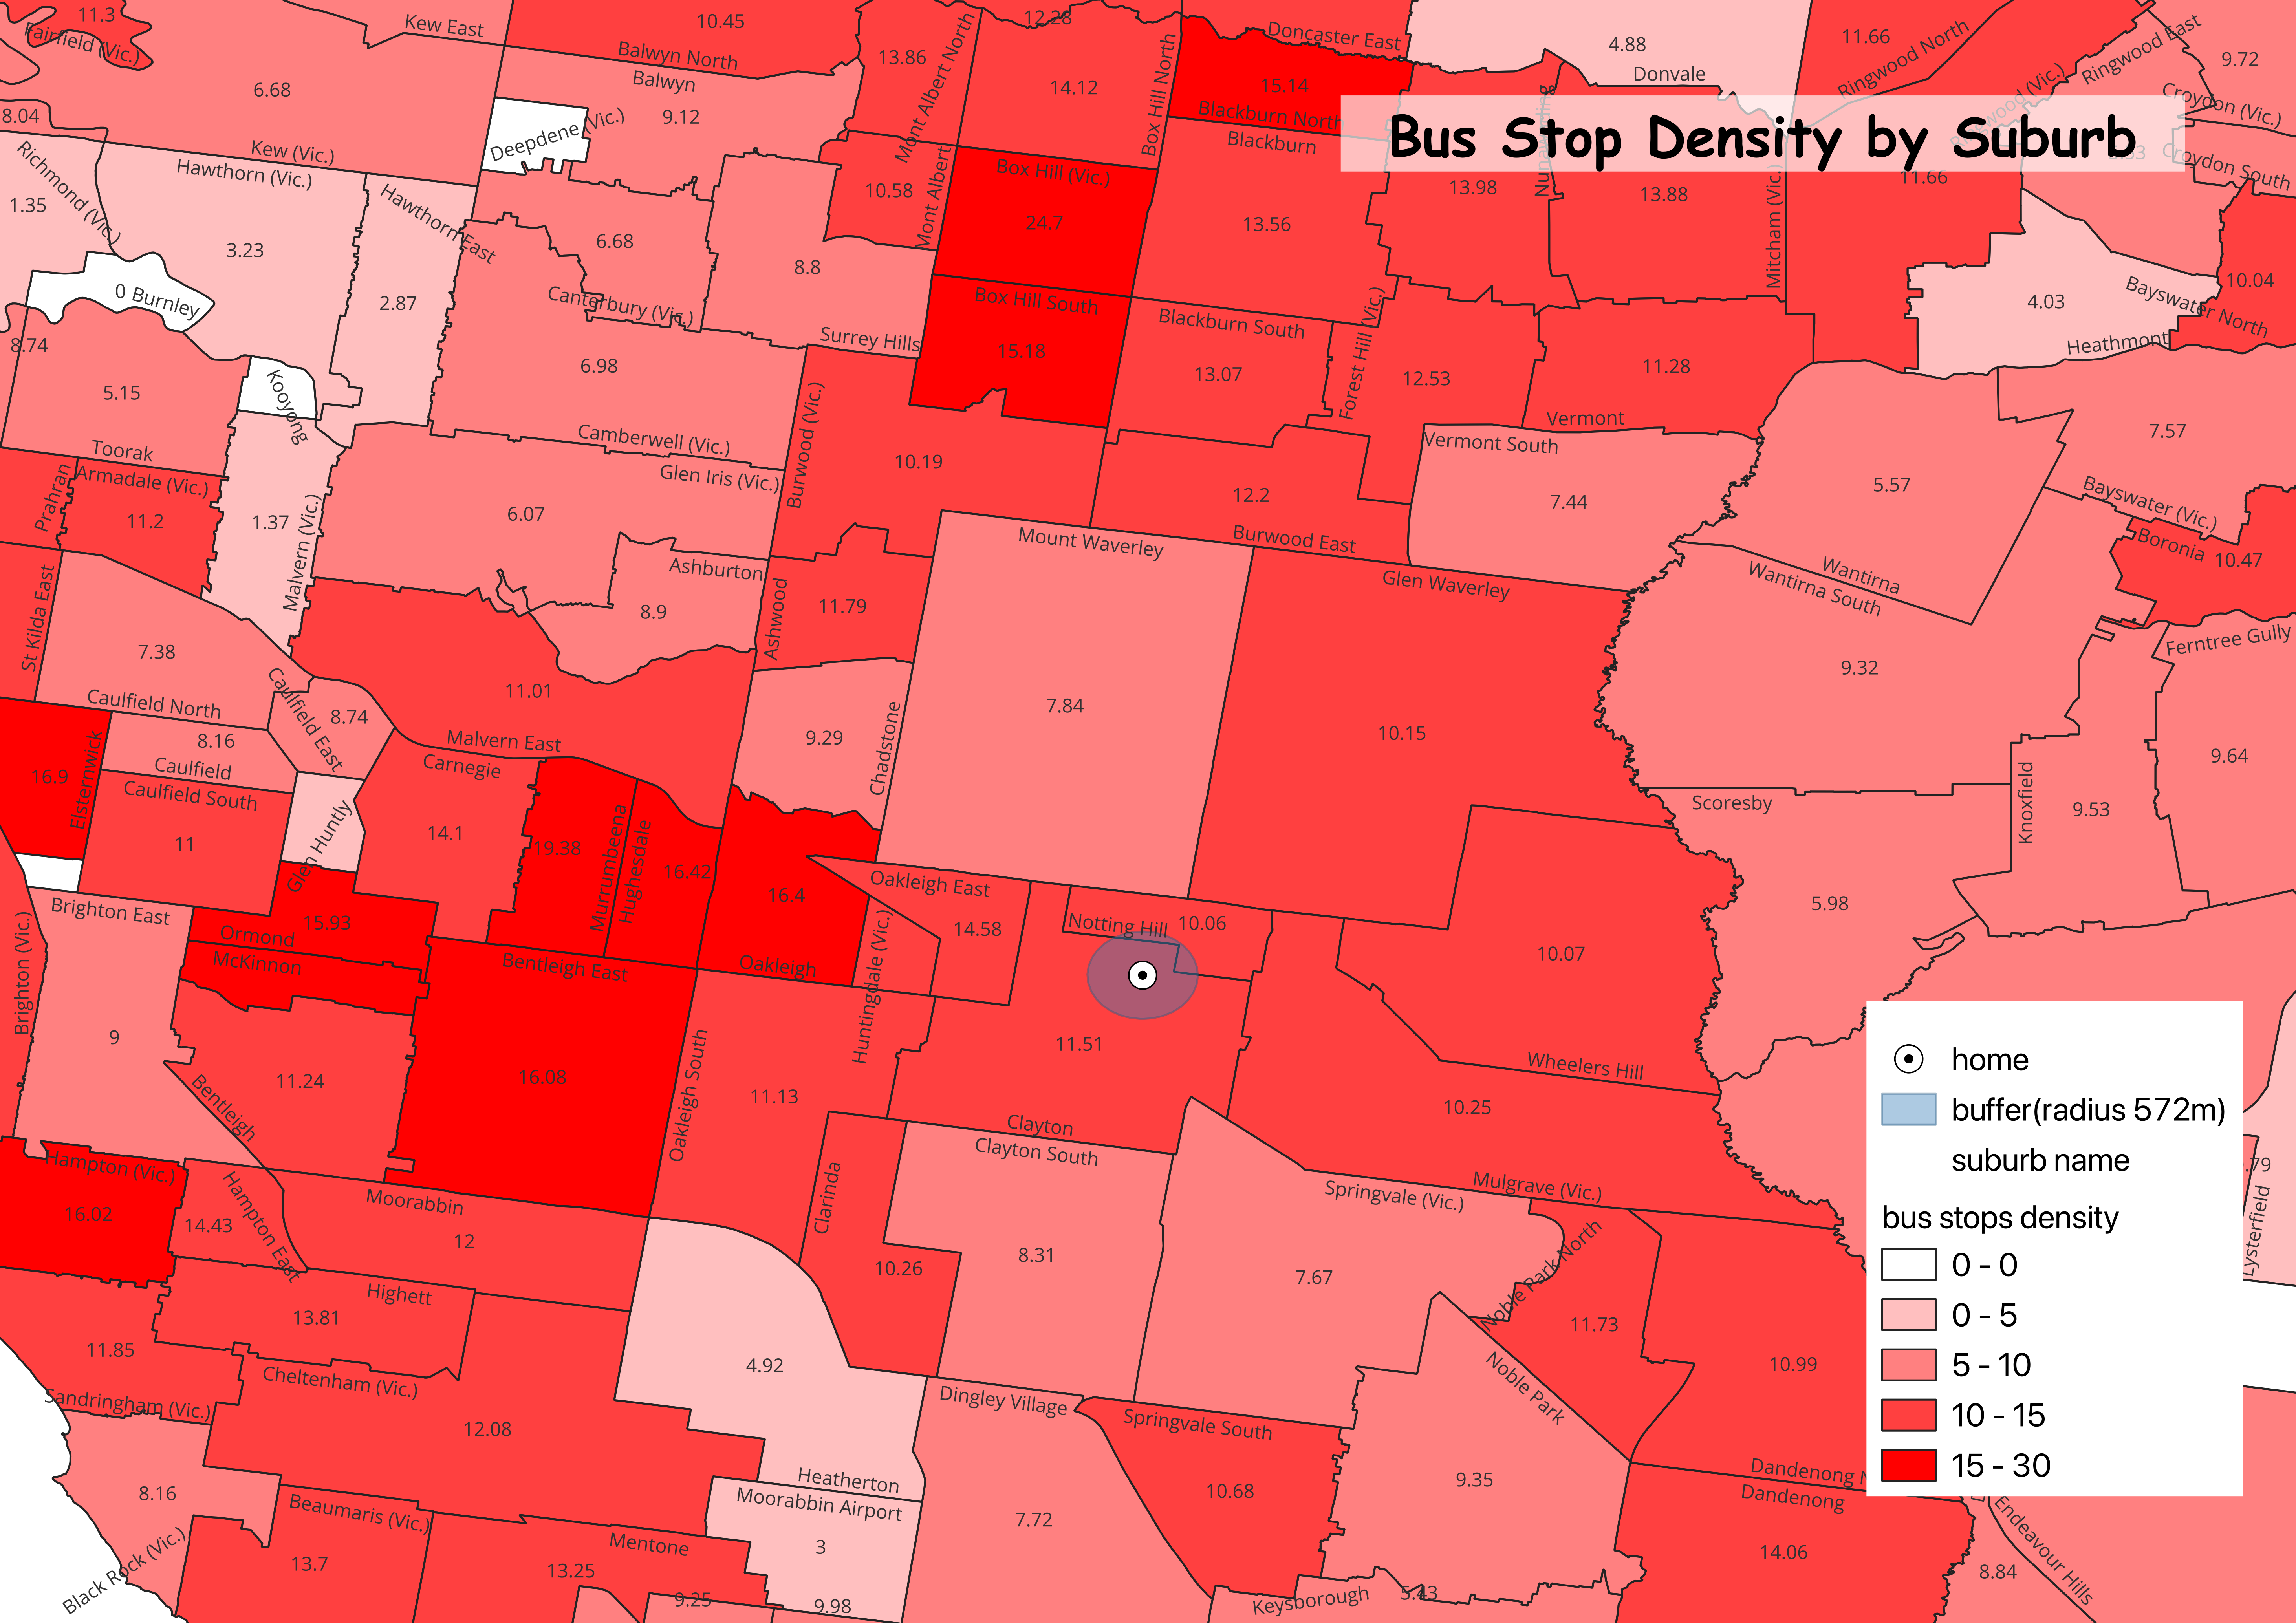 Bus Stop Density by Suburb
11.3
Fairfield (Vic.)
Kew East
10.45
Balwyn North
12.28
13.86
Mont Albert North
14.12
Box Hill North
Doncaster East
15.14
Blackburn North
4.88
Donvale
11.66
Ringwood North
Ringwood East
9.72
Croydon (Vic.)
8.04
6.68
Kew (Vic.)
Balwyn
9.12
Deepdene (Vic.)
Blackburn
Nunawading
Ringwood (Vic.)
Croydon South
Richmond (Vic.)
1.35
Hawthorn (Vic.)
3.23
Hawthorn East
2.87
6.68
Canterbury (Vic.)
8.8
Surrey Hills
10.58
Mont Albert
Box Hill (Vic.)
24.7
13.56
13.98
13.88
Mitcham (Vic.)
11.66
4.03
Heathmont
Bayswater North
10.04
0 Burnley
8.74
5.15
Toorak
Kooyong
6.98
Camberwell (Vic.)
Box Hill South
15.18
Blackburn South
13.07
Forest Hill (Vic.)
12.53
11.28
Vermont
Vermont South
7.44
5.57
Wantirna
7.57
Bayswater (Vic.)
Boronia
10.47
Prahran
Armadale (Vic.)
11.2
1.37
Malvern (Vic.)
6.07
Glen Iris (Vic.)
Burwood (Vic.)
10.19
12.2
Burwood East
Mount Waverley
7.84
Glen Waverley
10.15
Wantirna South
9.32
Ferntree Gully
9.64
St Kilda East
7.38
Caulfield North
Ashburton
8.9
Ashwood
11.79
11.01
Malvern East
Caulfield East
8.74
9.29
Chadstone
16.9
Elsternwick
8.16
Caulfield
Caulfield South
11
Glen Huntly
Carnegie
14.1
19.38
Murrumbeena
Hughesdale
16.42
16.4
Oakleigh
Oakleigh East
14.58
Huntingdale (Vic.)
Notting Hill
10.06
10.07
Wheelers Hill
Scoresby
5.98
Knoxfield
9.53
Brighton (Vic.)
Brighton East
9
15.93
Ormond
McKinnon
11.24
Bentleigh
Bentleigh East
16.08
Oakleigh South
11.13
11.51
Clayton
Clayton South
8.31
10.25
Mulgrave (Vic.)
Hampton (Vic.)
16.02
14.43
Hampton East
Moorabbin
12
Clarinda
10.26
Springvale (Vic.)
7.67
Noble Park North
11.73
10.99
Highett
13.81
11.85
Sandringham (Vic.)
Cheltenham (Vic.)
12.08
4.92
Heatherton
Dingley Village
7.72
Springvale South
10.68
Noble Park
9.35
Dandenong
14.06
8.16
Black Rock (Vic.)
Beaumaris (Vic.)
13.7
Mentone
13.25
9.25
Moorabbin Airport
3
9.98
Keysborough
5.43
8.84
Endeavour Hills
Lysterfield
home
buffer(radius 572m)
suburb name
bus stops density
0 - 0
0 - 5
5 - 10
10 - 15
15 - 30